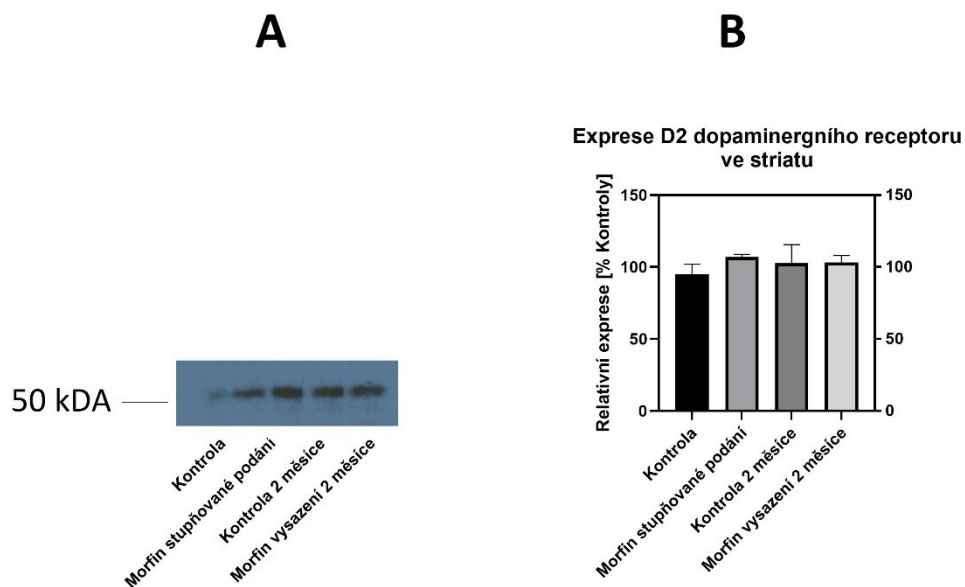 A
B
50 kDA
Kontrola
Morfin stupňované podání
Kontrola 2 měsíce
Morfin vysazení 2 měsíce
Exprese D2 dopaminergního receptoru
ve striatu
Relativní exprese [% Kontroly]
150
100
50
0
150
100
50
0
Kontrola
Morfin stupňované podání
Kontrola 2 měsíce
Morfin vysazení 2 měsíce